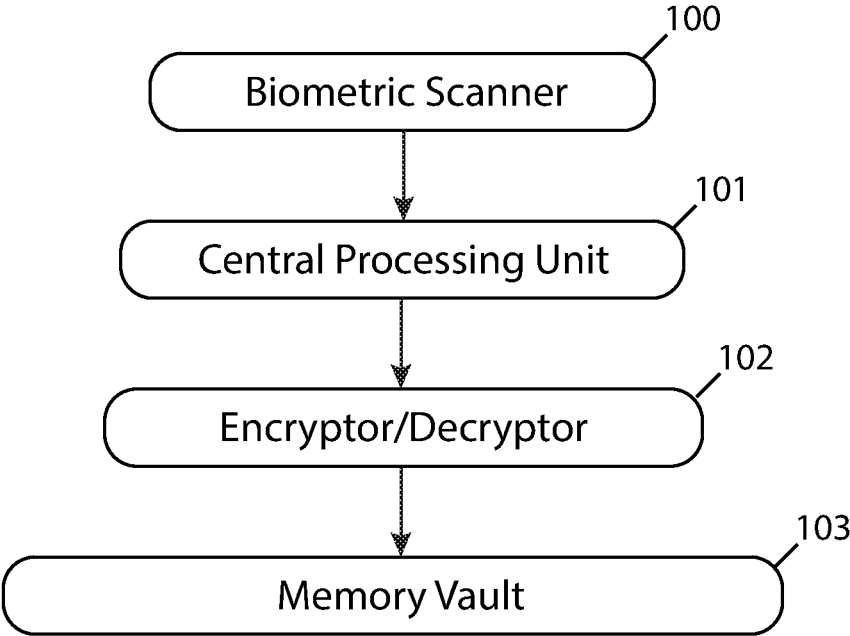 100
Biometric Scanner
101
Central Processing Unit
102
Encryptor/Decryptor
103
Memory Vault